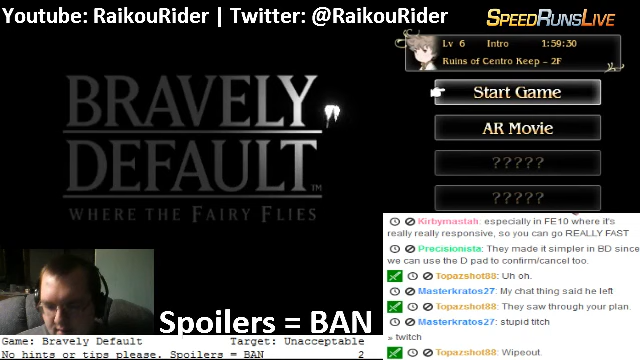 Youtube: RaikouRider | Twitter: @RaikouRider
SPEEDRUNSLIVE
Lv 6 Intro 1:59:30
Ruins of Centro Keep - 2F
BRAVELY
DEFAULT™
WHERE THE FAIRY FLIES
Start Game
AR Movie
?????
?????
Kirbymastah: especially in FE10 where it's
really really responsive, so you can go REALLY FAST
Precisionista: They made it simpler in BD since
we can use the D pad to confirm/cancel too.
Topazshot88: Uh oh.
Masterkratos27: My chat thing said he left
Topazshot88: They saw through your plan.
Masterkratos27: stupid titch
» twitch
Topazshot88: Wipeout.
Spoilers = BAN
Game: Bravely Default Target: Unacceptable
No hints or tips please. Spoilers = BAN 2